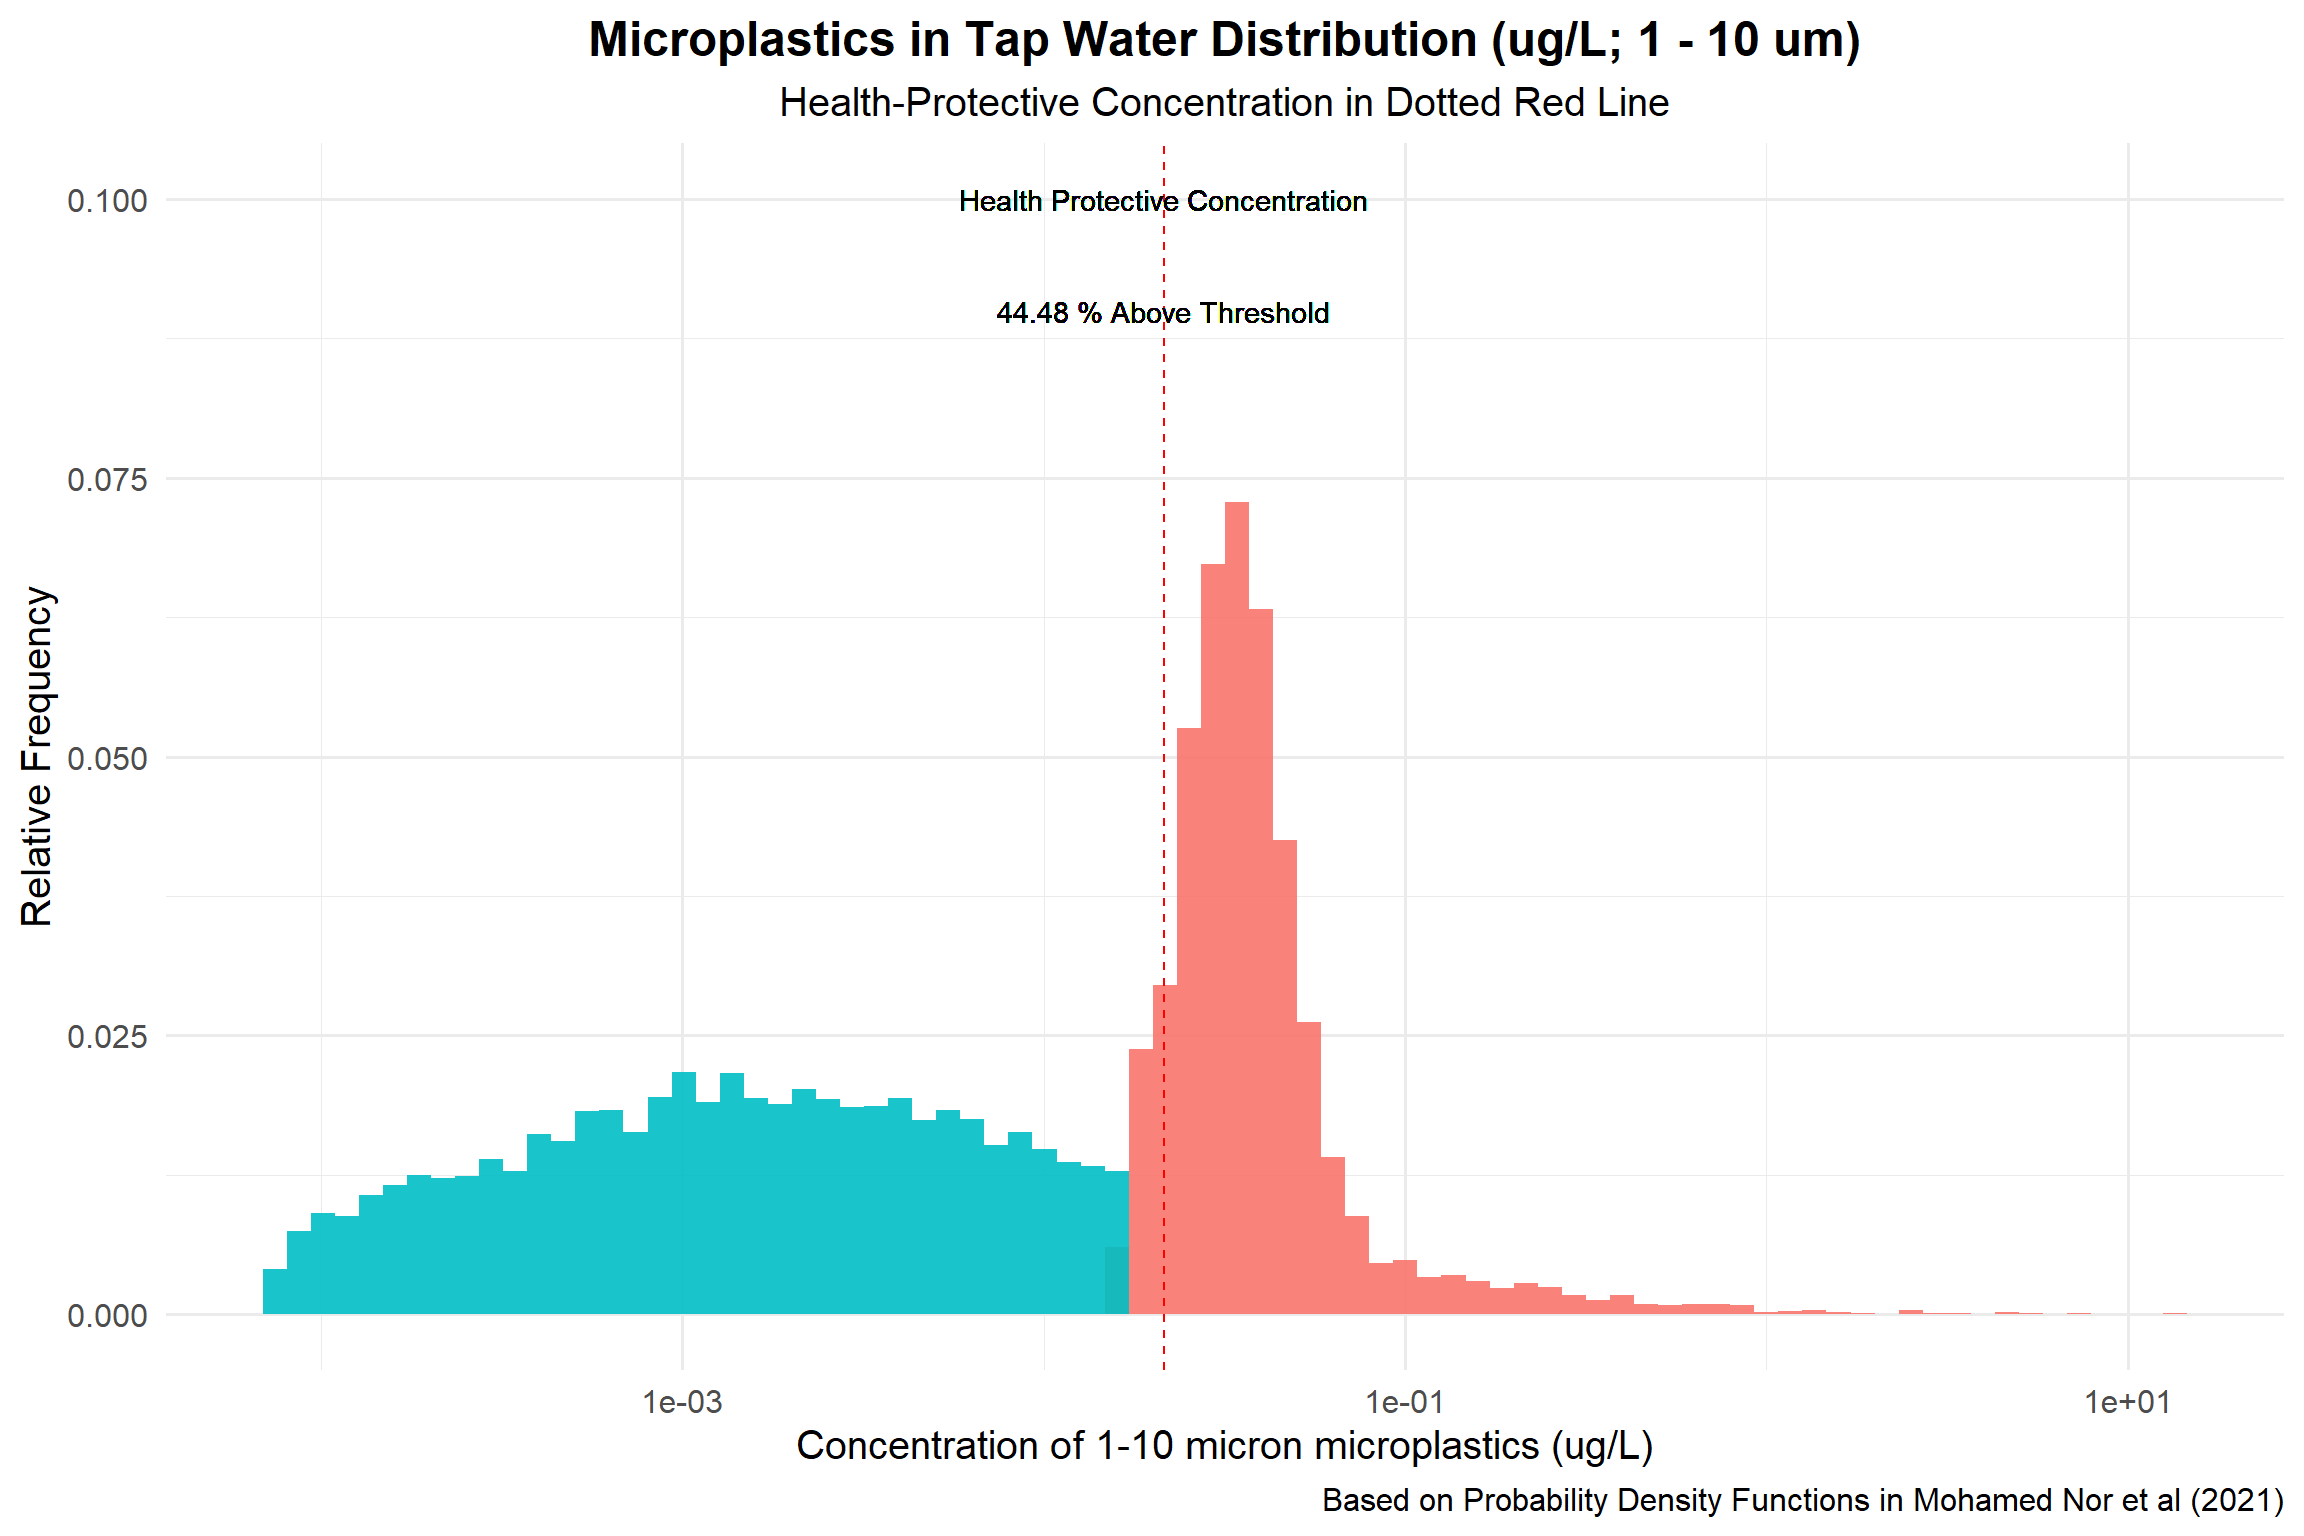 Microplastics in Tap Water Distribution (ug/L; 1 - 10 um)
Health-Protective Concentration in Dotted Red Line
0.100
Health Protective Concentration
44.48 % Above Threshold
0.075
0.050
0.025
0.000
Relative Frequency
1e-03
1e-01
1e+01
Concentration of 1-10 micron microplastics (ug/L)
Based on Probability Density Functions in Mohamed Nor et al (2021)